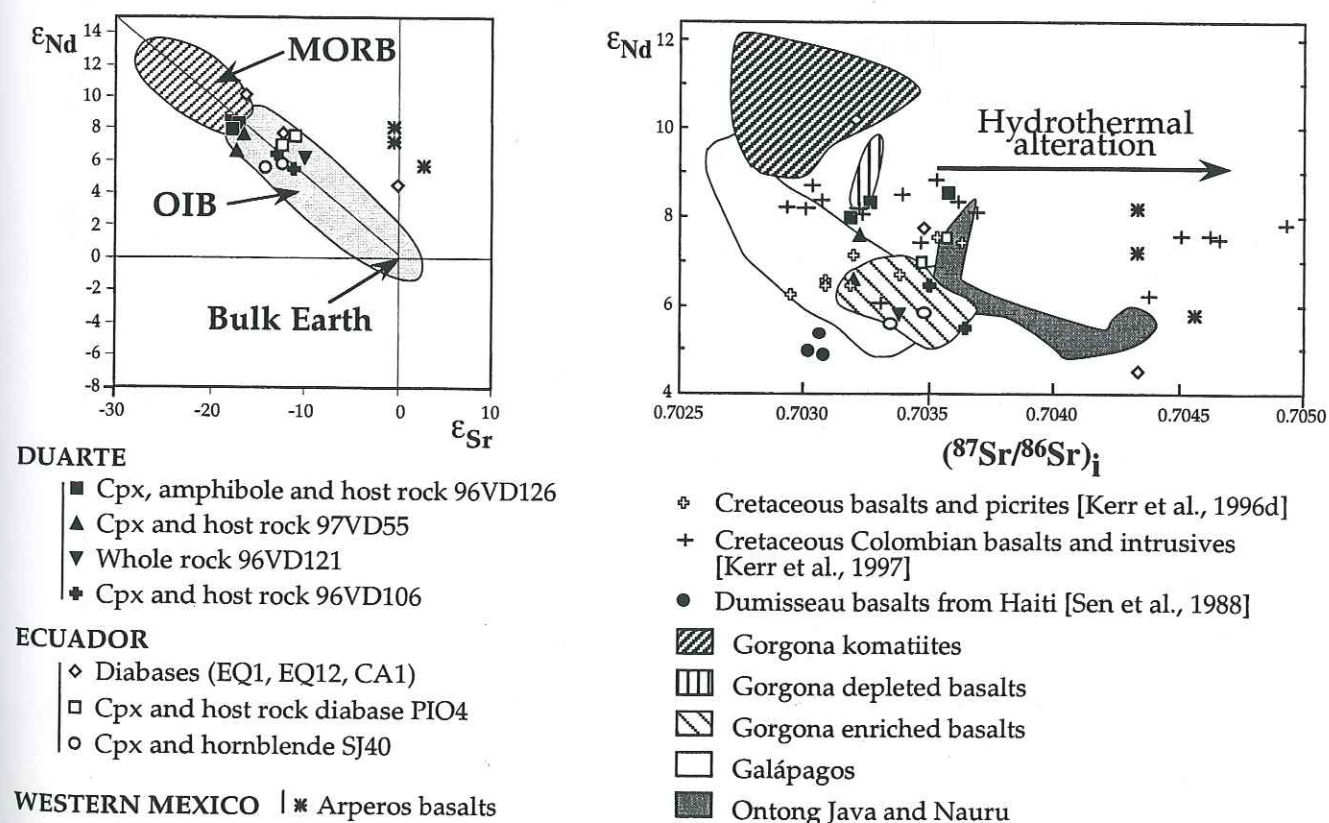 εNd
14
12
10
8
6
4
2
0
-2
-4
-6
-8
-30
-20
-10
0
10
εSr
MORB
OIB
Bulk Earth
εNd
12
10
8
6
4
0.7025
0.7030
0.7035
0.7040
0.7045
0.7050
(⁸⁷Sr/⁸⁶Sr)i
Hydrothermal
alteration
DUARTE
Cpx, amphibole and host rock 96VD126
Cpx and host rock 97VD55
Whole rock 96VD121
Cpx and host rock 96VD106
ECUADOR
Diabases (EQ1, EQ12, CA1)
Cpx and host rock diabase PIO4
Cpx and hornblende SJ40
WESTERN MEXICO
Arperos basalts
Cretaceous basalts and picrites [Kerr et al., 1996d]
Cretaceous Colombian basalts and intrusives
[Kerr et al., 1997]
Dumisseau basalts from Haiti [Sen et al., 1988]
Gorgona komatiites
Gorgona depleted basalts
Gorgona enriched basalts
Galápagos
Ontong Java and Nauru